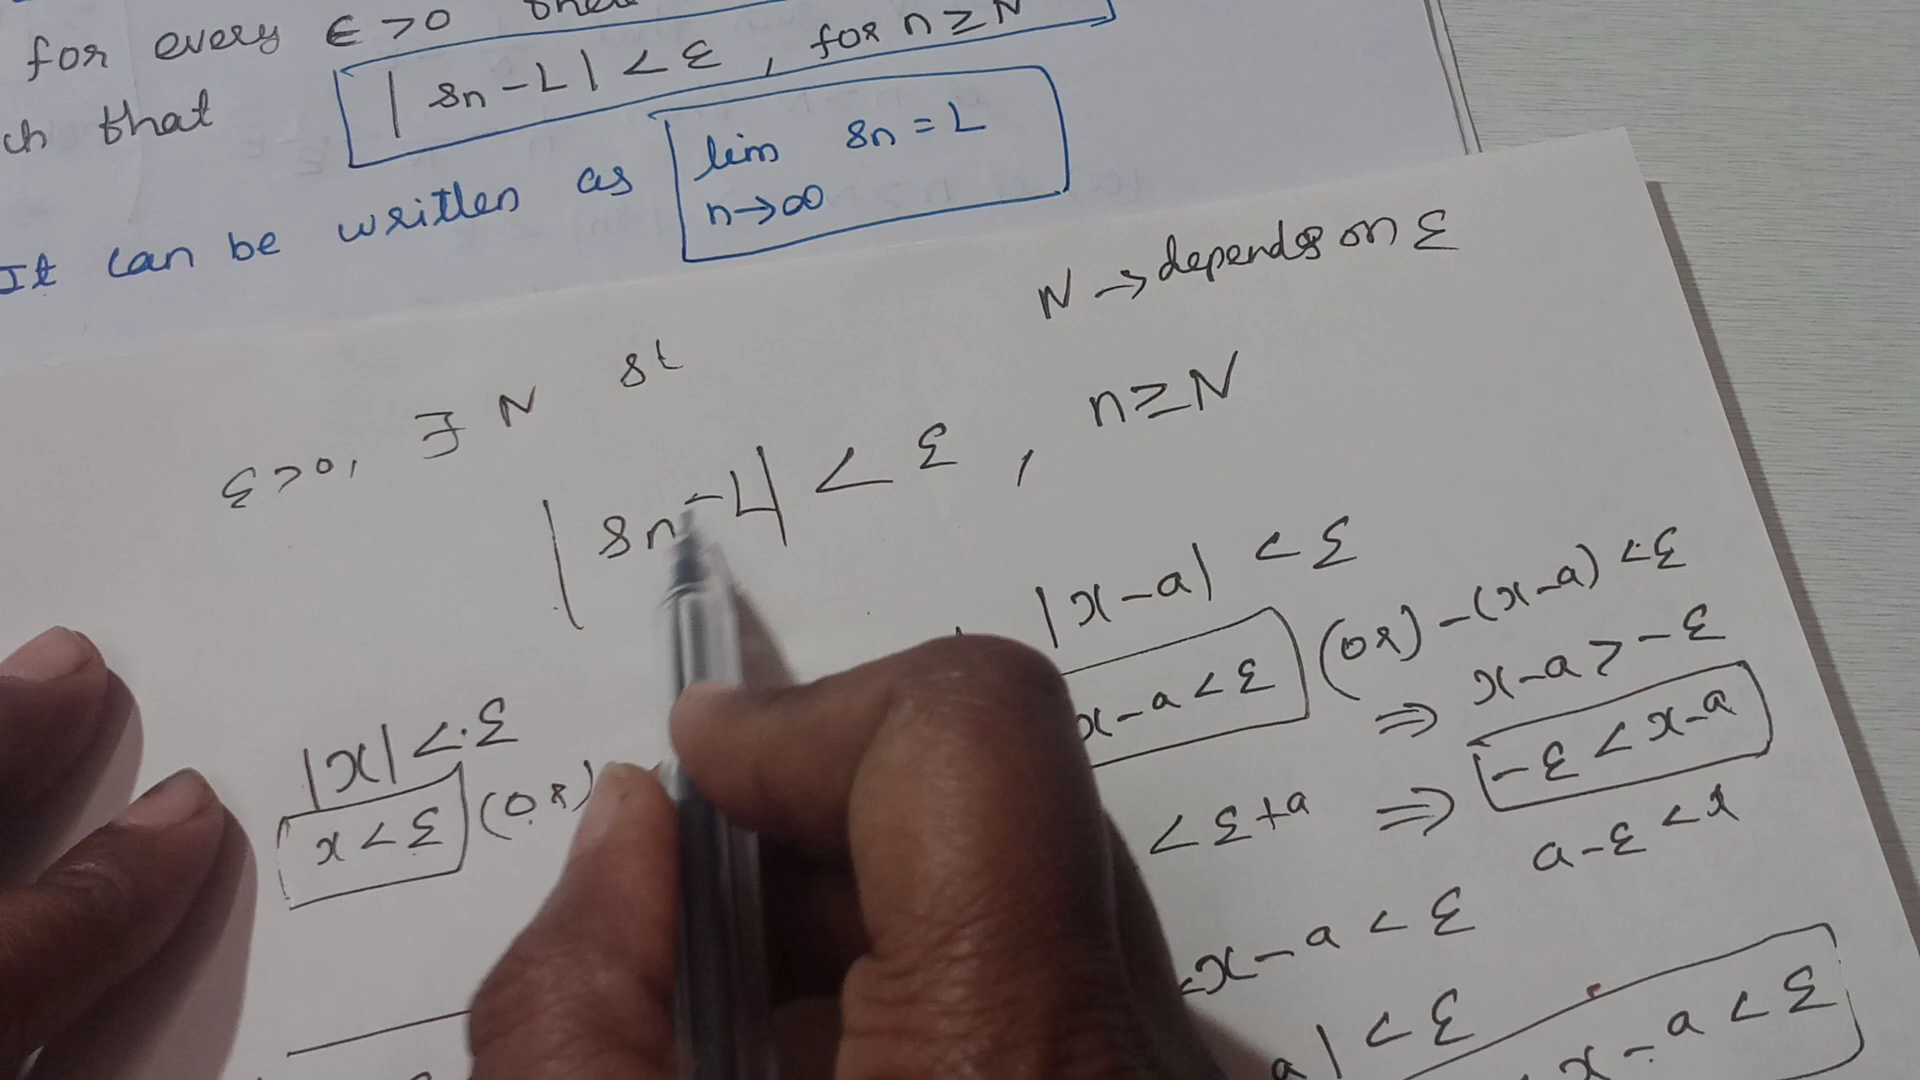 for every ϵ > 0
| sn - L | < ε , for n ≥ N
ch that
It can be written as lim sn = L
n→∞
N → depends on ε
ε > 0, ∃ N st
| sn - L | < ε , n ≥ N
|x| < ε
x < ε (or)
|x - a| < ε
x - a < ε (or) -(x - a) < ε
⇒ x - a > -ε
< ε + a ⇒ -ε < x - a
a - ε < x
< x - a < ε
a | < ε
x - a < ε